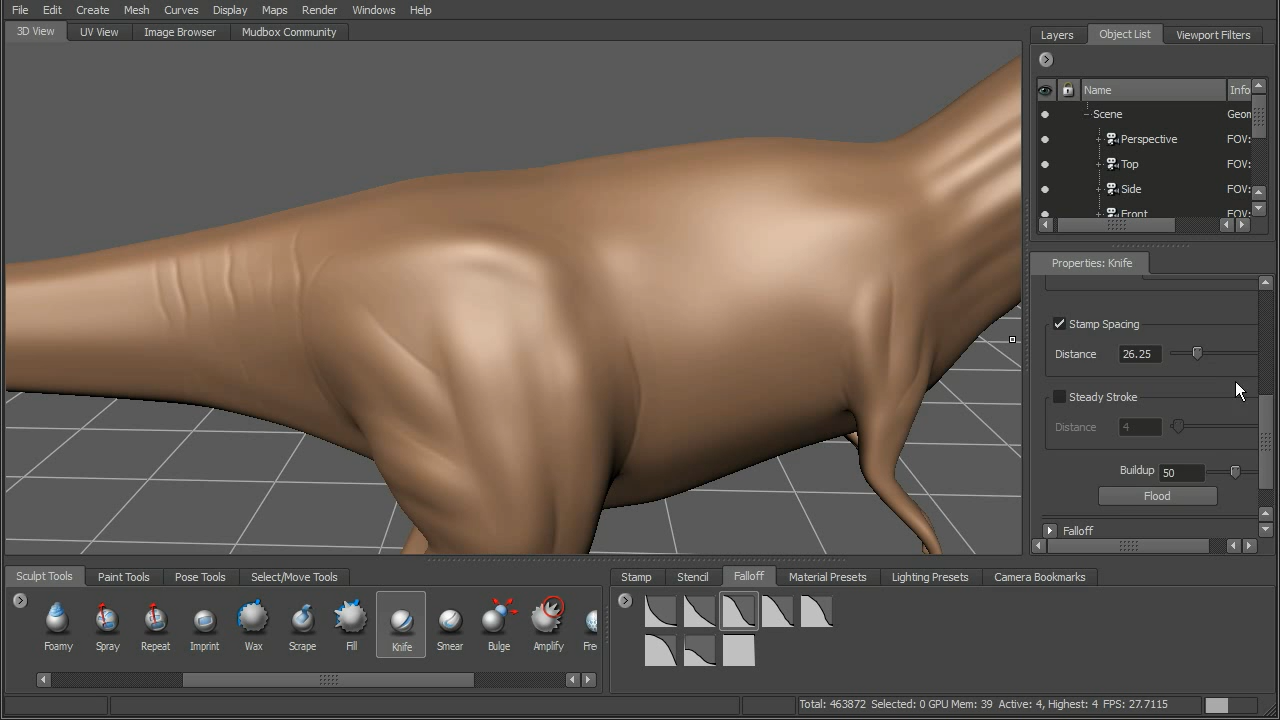 File Edit Create Mesh Curves Display Maps Render Windows Help
3D View UV View Image Browser Mudbox Community
Layers Object List Viewport Filters
Name Info
Scene Geon
Perspective FOV:
Top FOV:
Side FOV:
Front FOV:
Properties: Knife
Stamp Spacing
Distance 26.25
Steady Stroke
Distance 4
Buildup 50
Flood
Falloff
Sculpt Tools Paint Tools Pose Tools Select/Move Tools
Foamy Spray Repeat Imprint Wax Scrape Fill Knife Smear Bulge Amplify Fre
Stamp Stencil Falloff Material Presets Lighting Presets Camera Bookmarks
Total: 463872 Selected: 0 GPU Mem: 39 Active: 4, Highest: 4 FPS: 27.7115